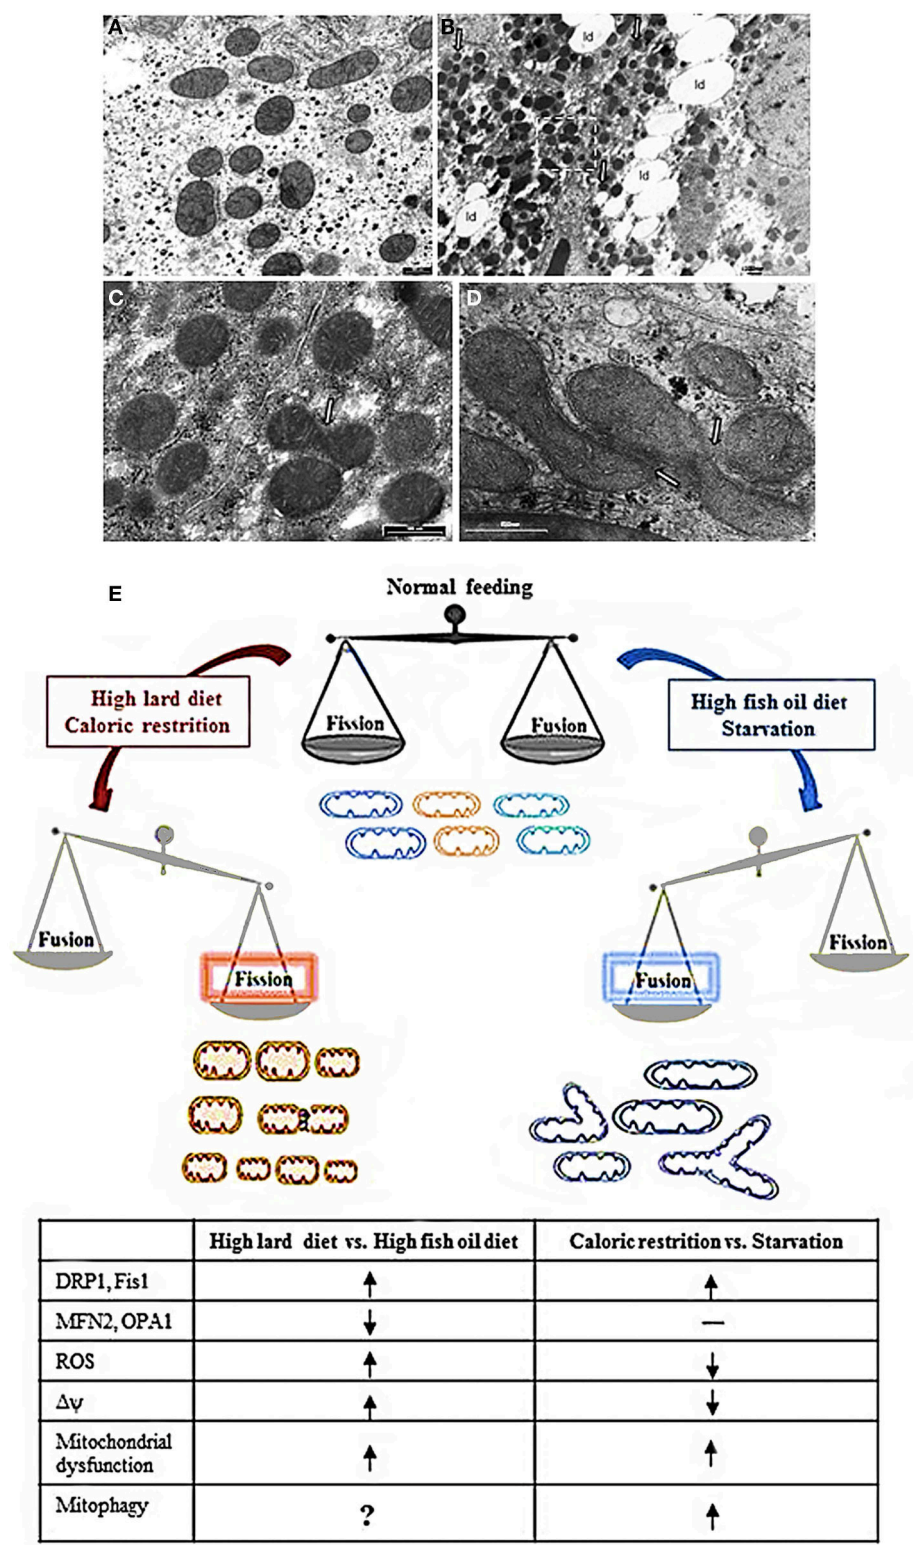 A
B
ld
ld
ld
ld
C
D
E
Normal feeding
High lard diet
Caloric restrition
High fish oil diet
Starvation
Fission
Fusion
Fusion
Fission
Fusion
Fission
High lard diet vs. High fish oil diet
Caloric restrition vs. Starvation
DRP1, Fis1
↑
↑
MFN2, OPA1
↓
—
ROS
↑
↓
Δψ
↑
↓
Mitochondrial
dysfunction
↑
↑
Mitophagy
?
↑